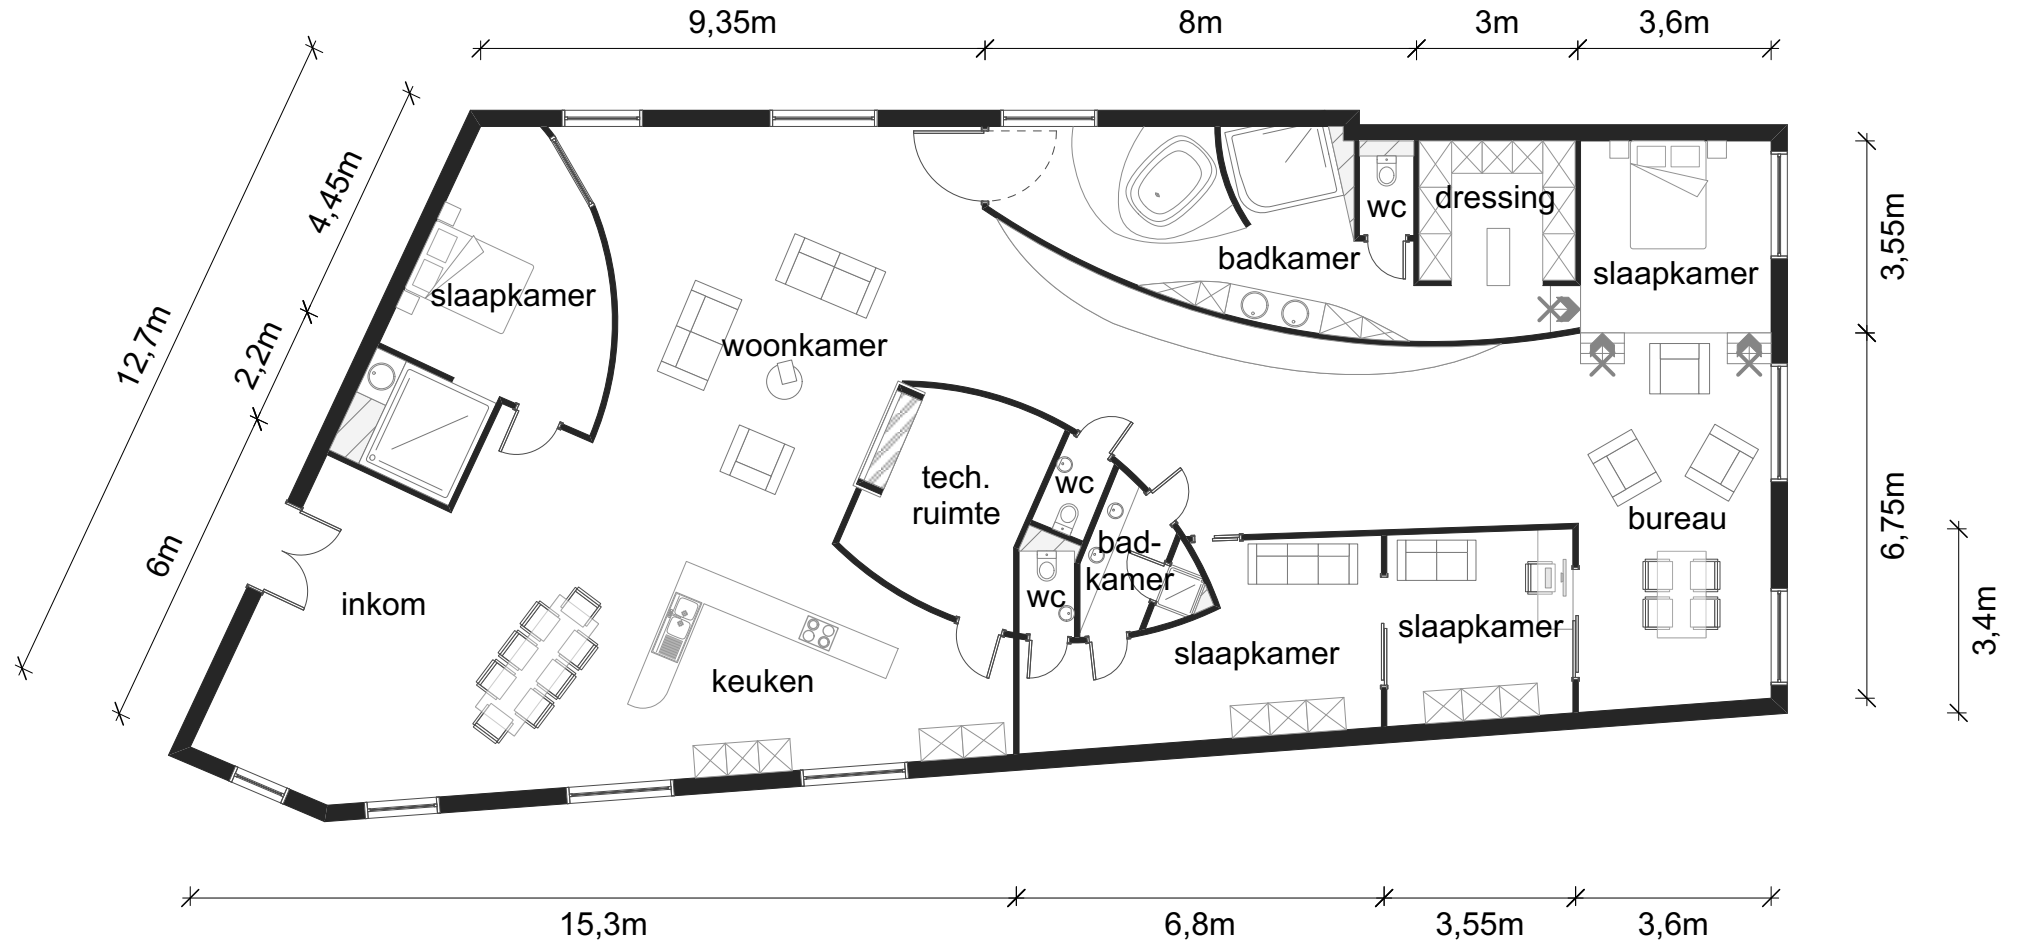 9,35m
8m
3m
3,6m
4,45m
12,7m
2,2m
6m
3,55m
6,75m
3,4m
wc
dressing
badkamer
slaapkamer
slaapkamer
woonkamer
tech.
ruimte
wc
bureau
bad-
kamer
wc
inkom
slaapkamer
slaapkamer
keuken
15,3m
6,8m
3,55m
3,6m